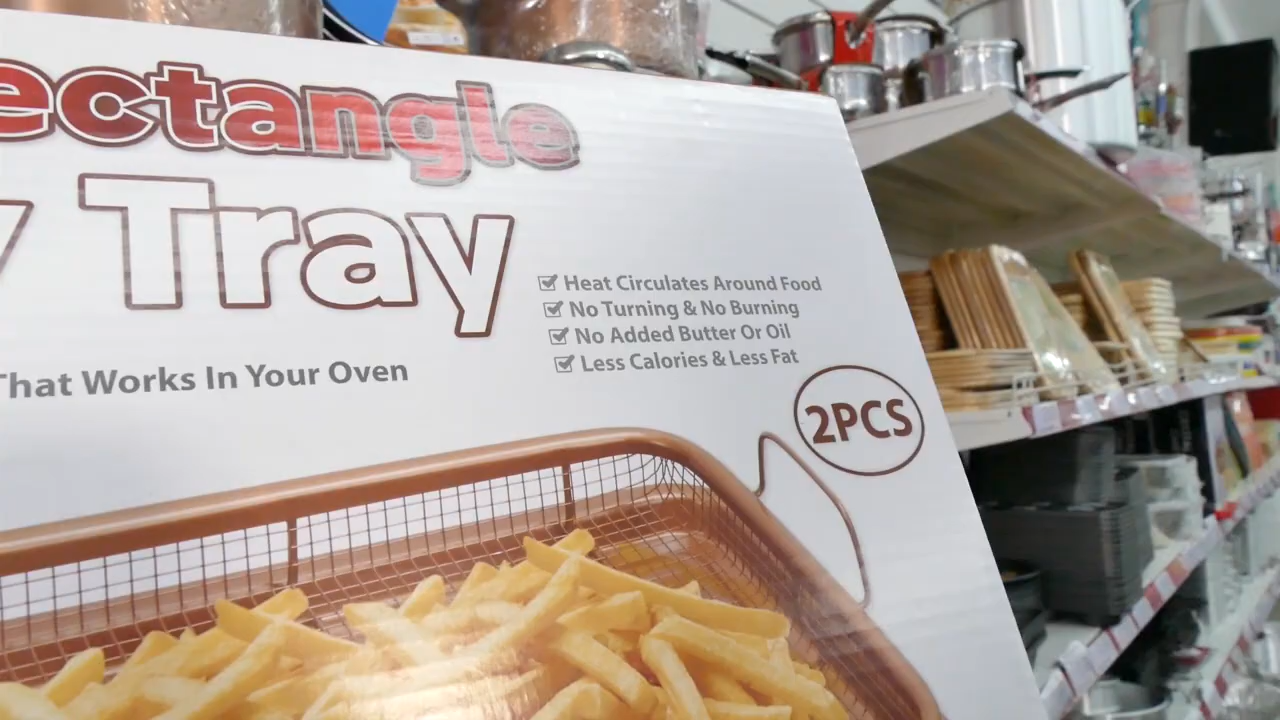 ectangle
y Tray
That Works In Your Oven
Heat Circulates Around Food
No Turning & No Burning
No Added Butter Or Oil
Less Calories & Less Fat
2PCS